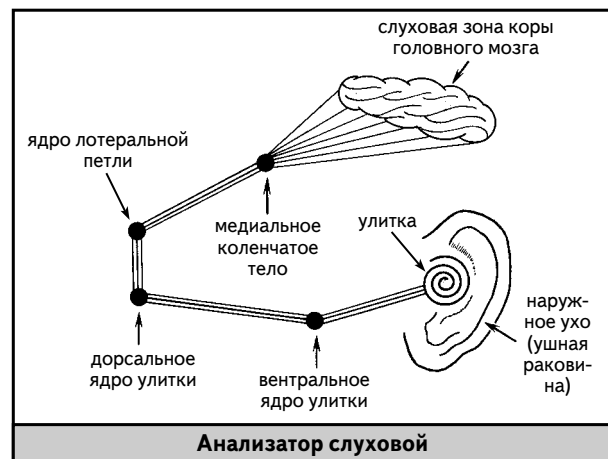 слуховая зона коры
головного мозга
ядро лотеральной
петли
медиальное
коленчатое
тело
улитка
наруж-
ное ухо
(ушная
ракови-
на)
дорсальное
ядро улитки
вентральное
ядро улитки
Анализатор слуховой